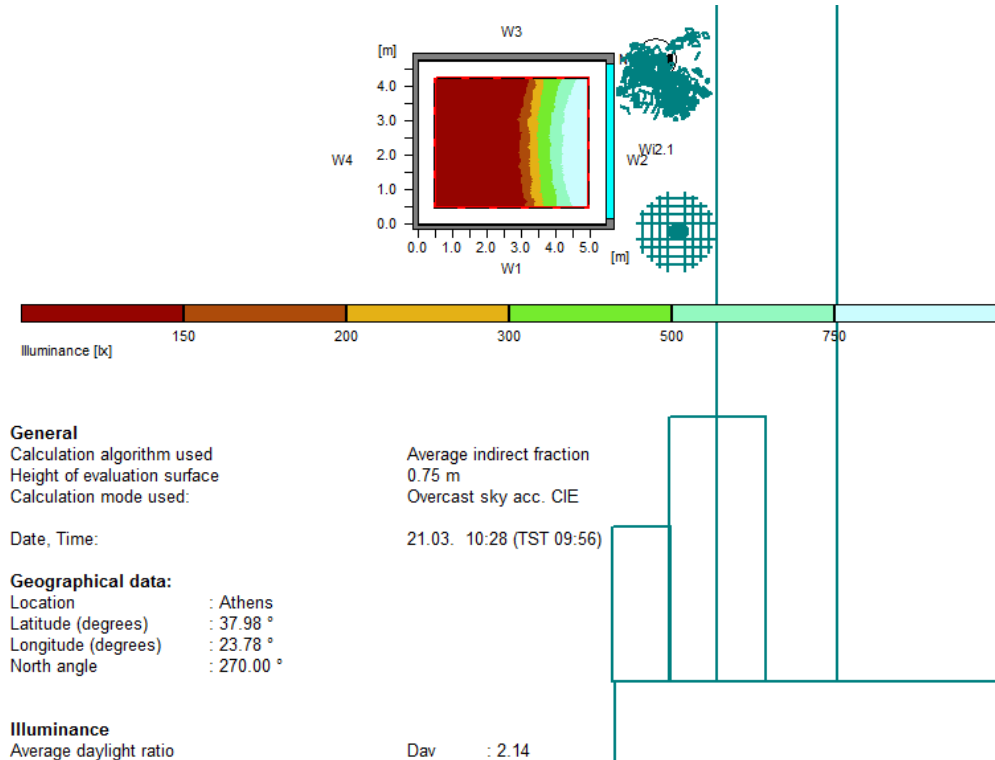 W3
[m]
4.0
3.0
2.0
1.0
0.0
W4
W2
Wi2.1
0.0 1.0 2.0 3.0 4.0 5.0
[m]
W1
150 200 300 500 750
Illuminance [lx]
General
Calculation algorithm used Average indirect fraction
Height of evaluation surface 0.75 m
Calculation mode used: Overcast sky acc. CIE
Date, Time: 21.03. 10:28 (TST 09:56)
Geographical data:
Location : Athens
Latitude (degrees) : 37.98 °
Longitude (degrees) : 23.78 °
North angle : 270.00 °
Illuminance
Average daylight ratio Dav : 2.14